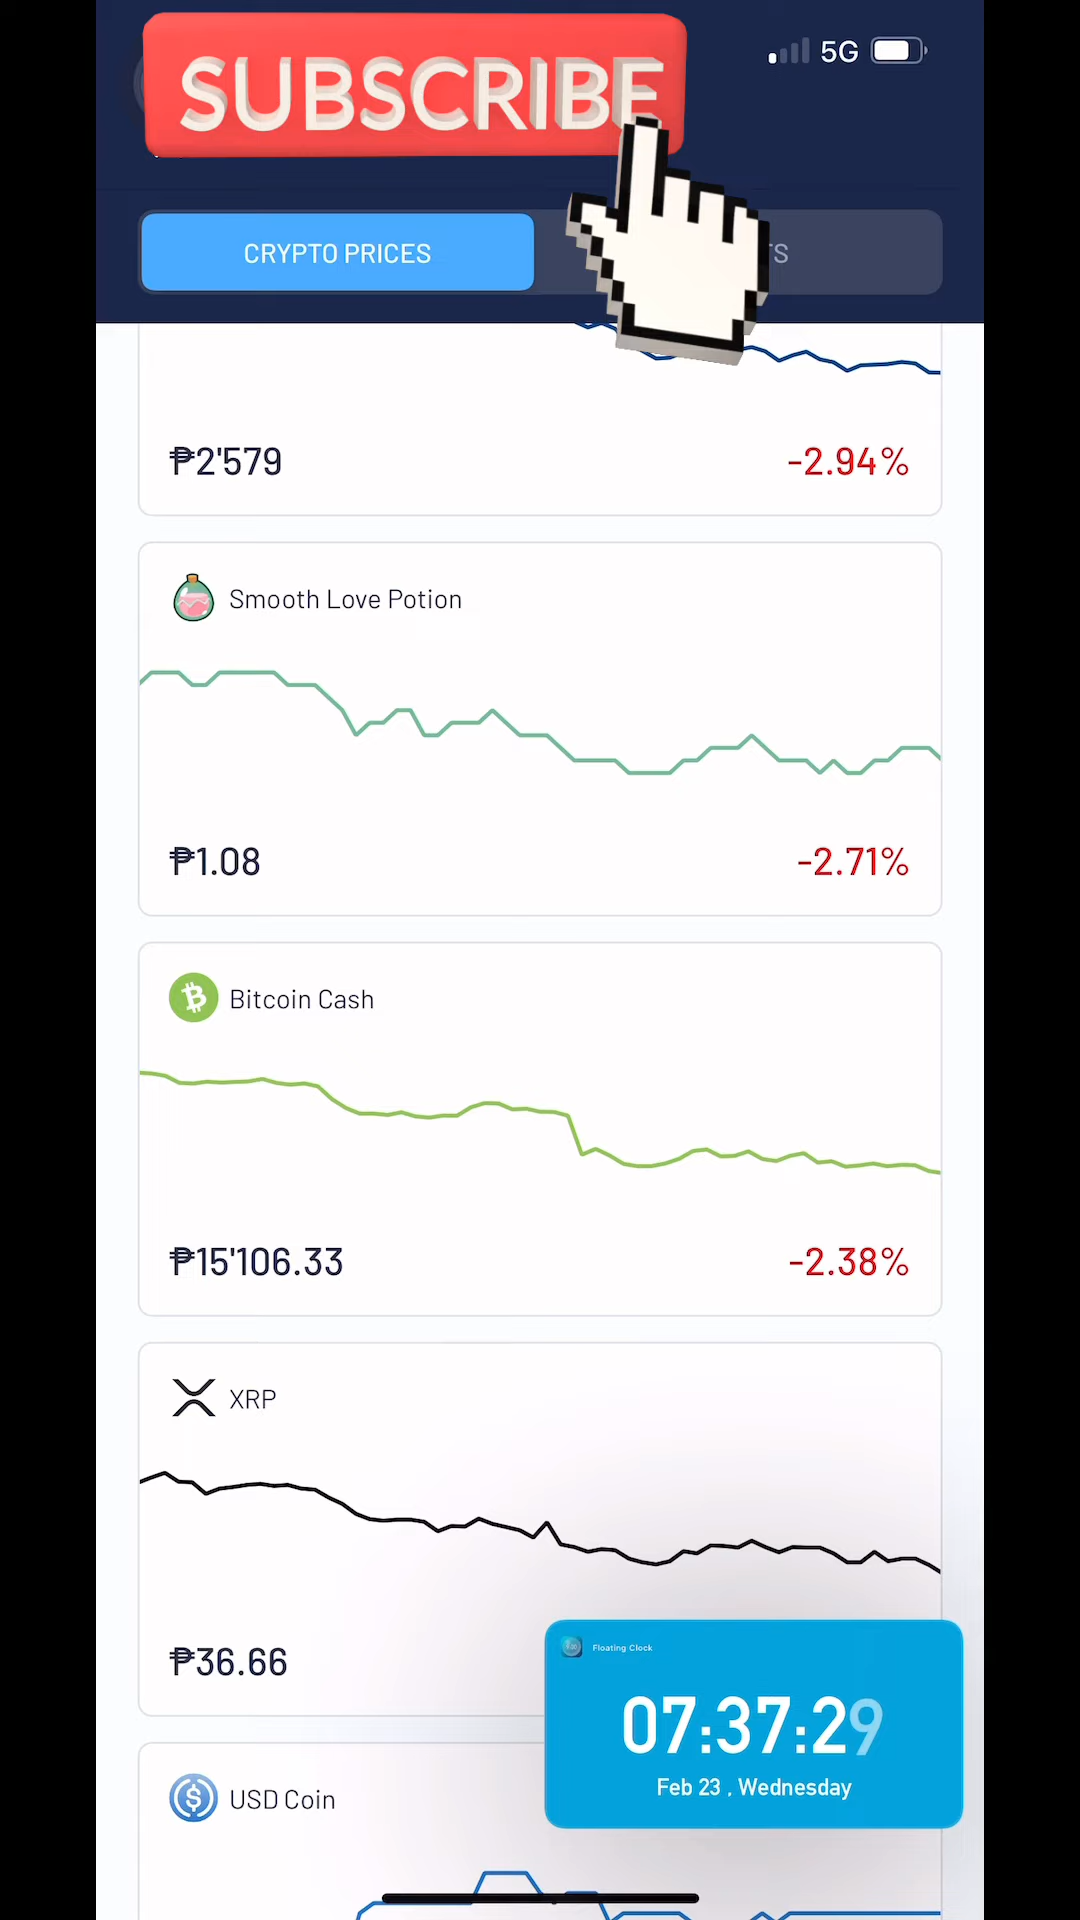 SUBSCRIBE
5G
CRYPTO PRICES
TS
₱2'579
-2.94%
Smooth Love Potion
₱1.08
-2.71%
Bitcoin Cash
₱15'106.33
-2.38%
XRP
₱36.66
Floating Clock
07:37:29
Feb 23 , Wednesday
USD Coin